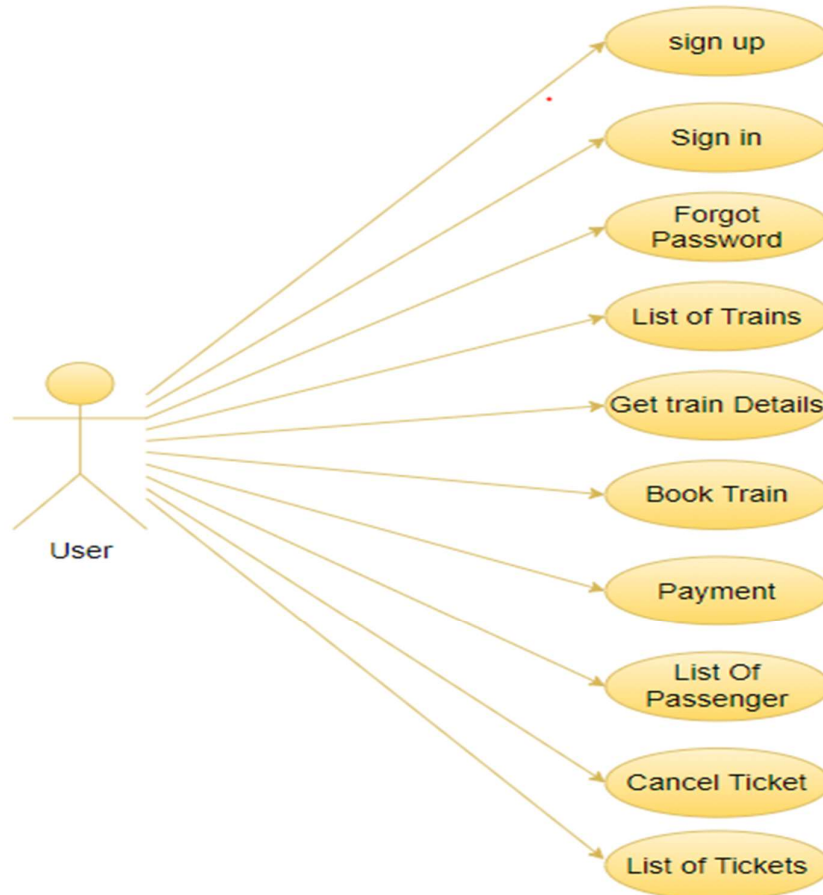 sign up
Sign in
Forgot
Password
List of Trains
Get train Details
Book Train
User
Payment
List Of
Passenger
Cancel Ticket
List of Tickets